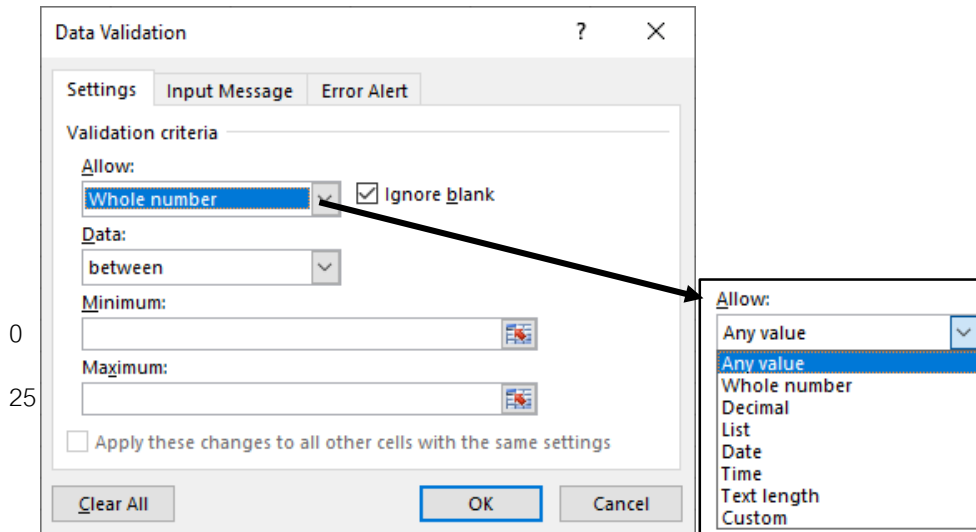 Data Validation ? X
Settings Input Message Error Alert
Validation criteria
Allow:
Whole number Ignore blank
Data:
between
Minimum:
0
Maximum:
25
Apply these changes to all other cells with the same settings
Clear All OK Cancel
Allow:
Any value
Any value
Whole number
Decimal
List
Date
Time
Text length
Custom